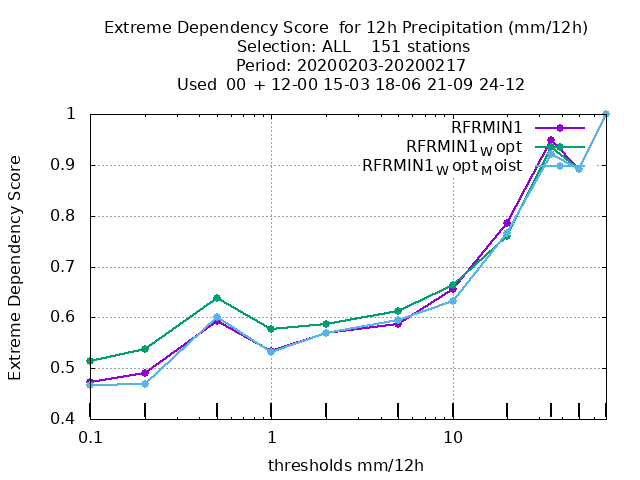 Extreme Dependency Score  for 12h Precipitation (mm/12h)
Selection: ALL    151 stations
Period: 20200203-20200217
Used  00 + 12-00 15-03 18-06 21-09 24-12
RFRMIN1
RFRMIN1Wopt
RFRMIN1WoptMoist
1
0.9
0.8
0.7
0.6
0.5
0.4
Extreme Dependency Score
0.1
1
10
thresholds mm/12h